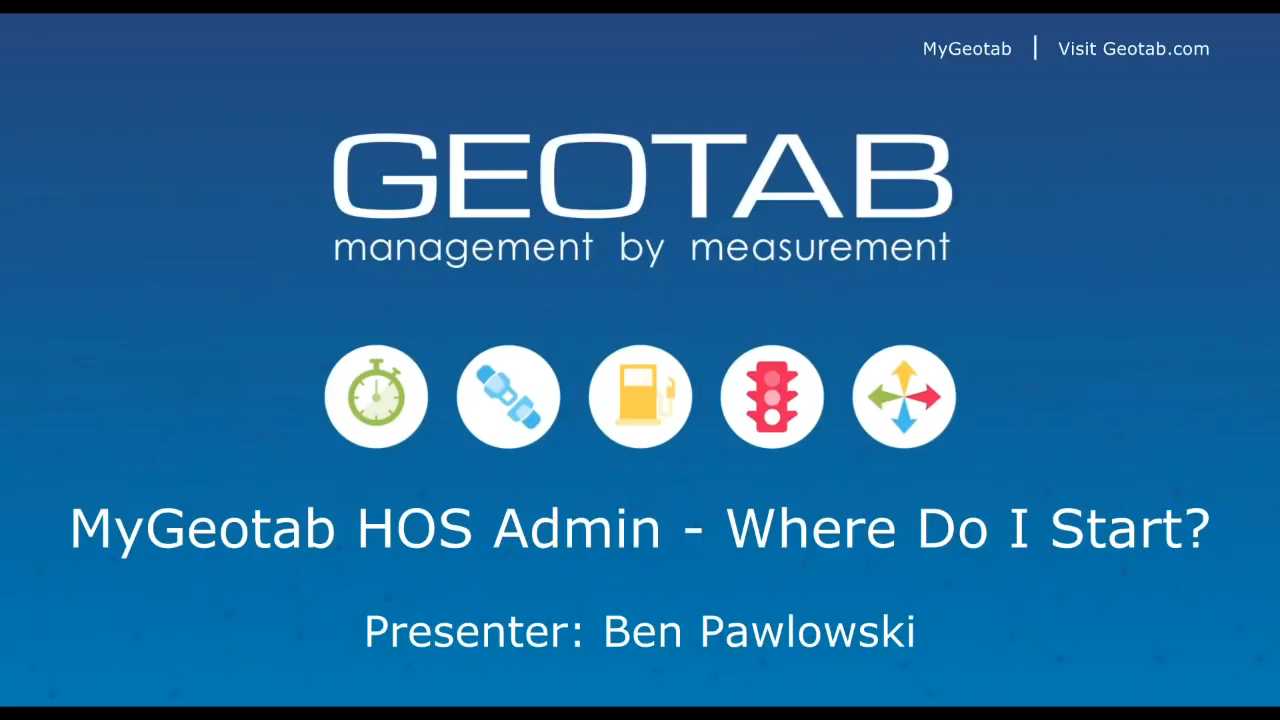 MyGeotab | Visit Geotab.com
GEOTAB
management by measurement
MyGeotab HOS Admin - Where Do I Start?
Presenter: Ben Pawlowski